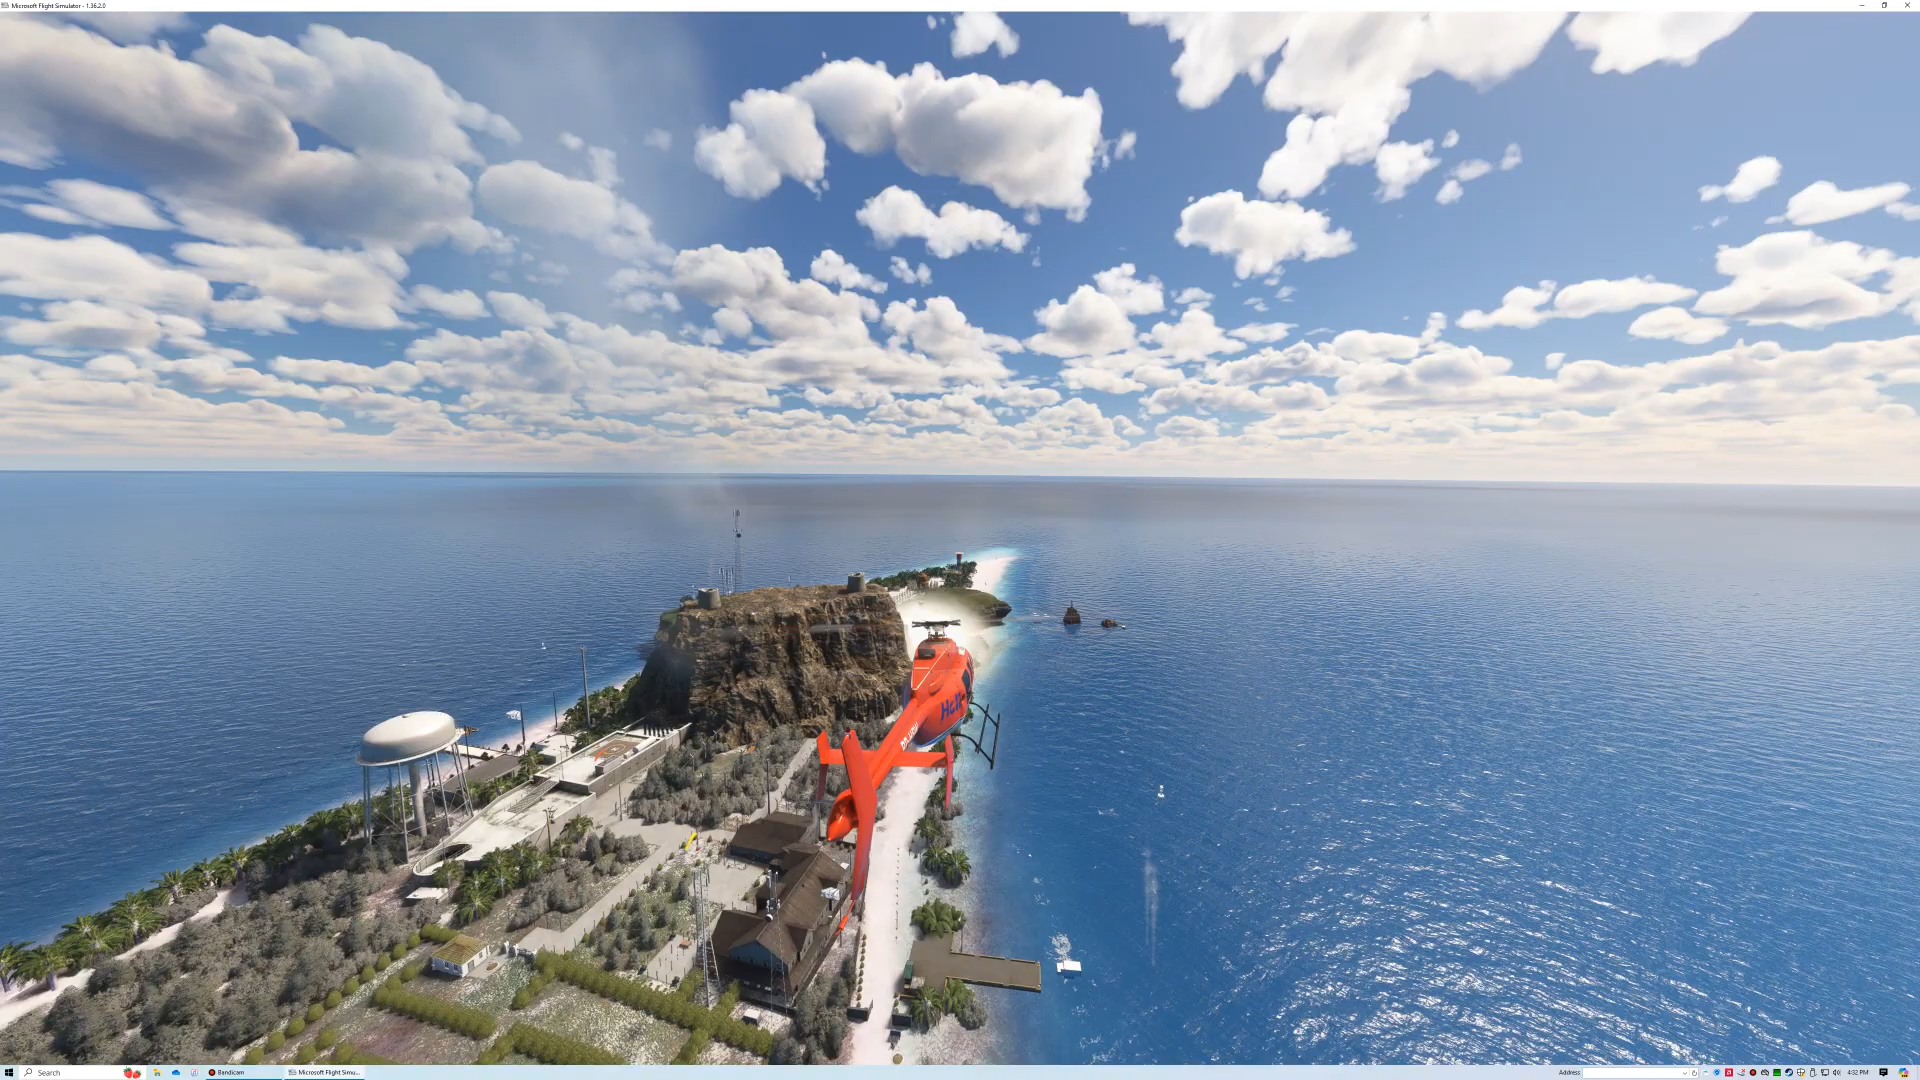 Microsoft Flight Simulator - 1.36.2.0
Search
Bandicam
Microsoft Flight Simu...
Address
4:32 PM